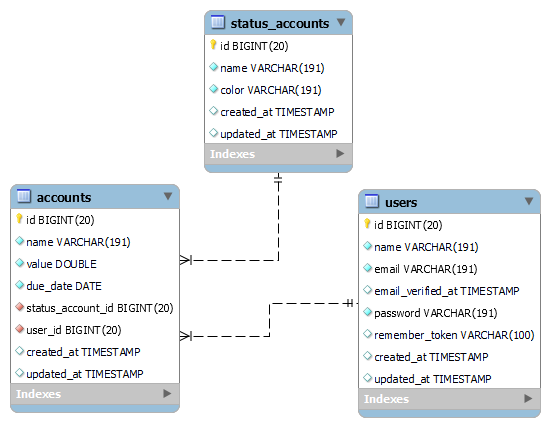 status_accounts
id BIGINT(20)
name VARCHAR(191)
color VARCHAR(191)
created_at TIMESTAMP
updated_at TIMESTAMP
Indexes
accounts
id BIGINT(20)
name VARCHAR(191)
value DOUBLE
due_date DATE
status_account_id BIGINT(20)
user_id BIGINT(20)
created_at TIMESTAMP
updated_at TIMESTAMP
Indexes
users
id BIGINT(20)
name VARCHAR(191)
email VARCHAR(191)
email_verified_at TIMESTAMP
password VARCHAR(191)
remember_token VARCHAR(100)
created_at TIMESTAMP
updated_at TIMESTAMP
Indexes